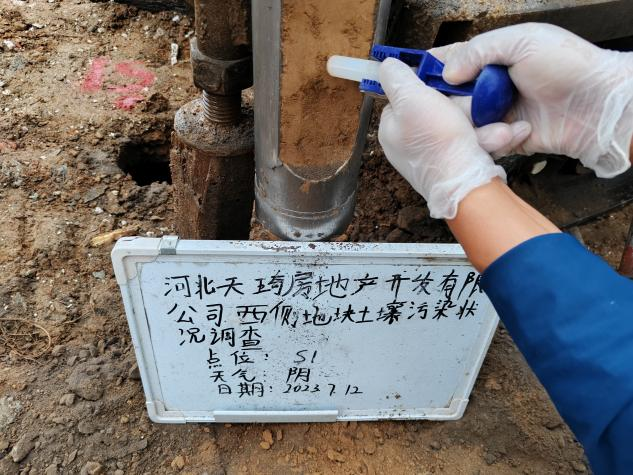 河北天琦房地产开发有限
公司西侧地块土壤污染状
况调查
点位： S1
天气 阴
日期： 2023 7.12